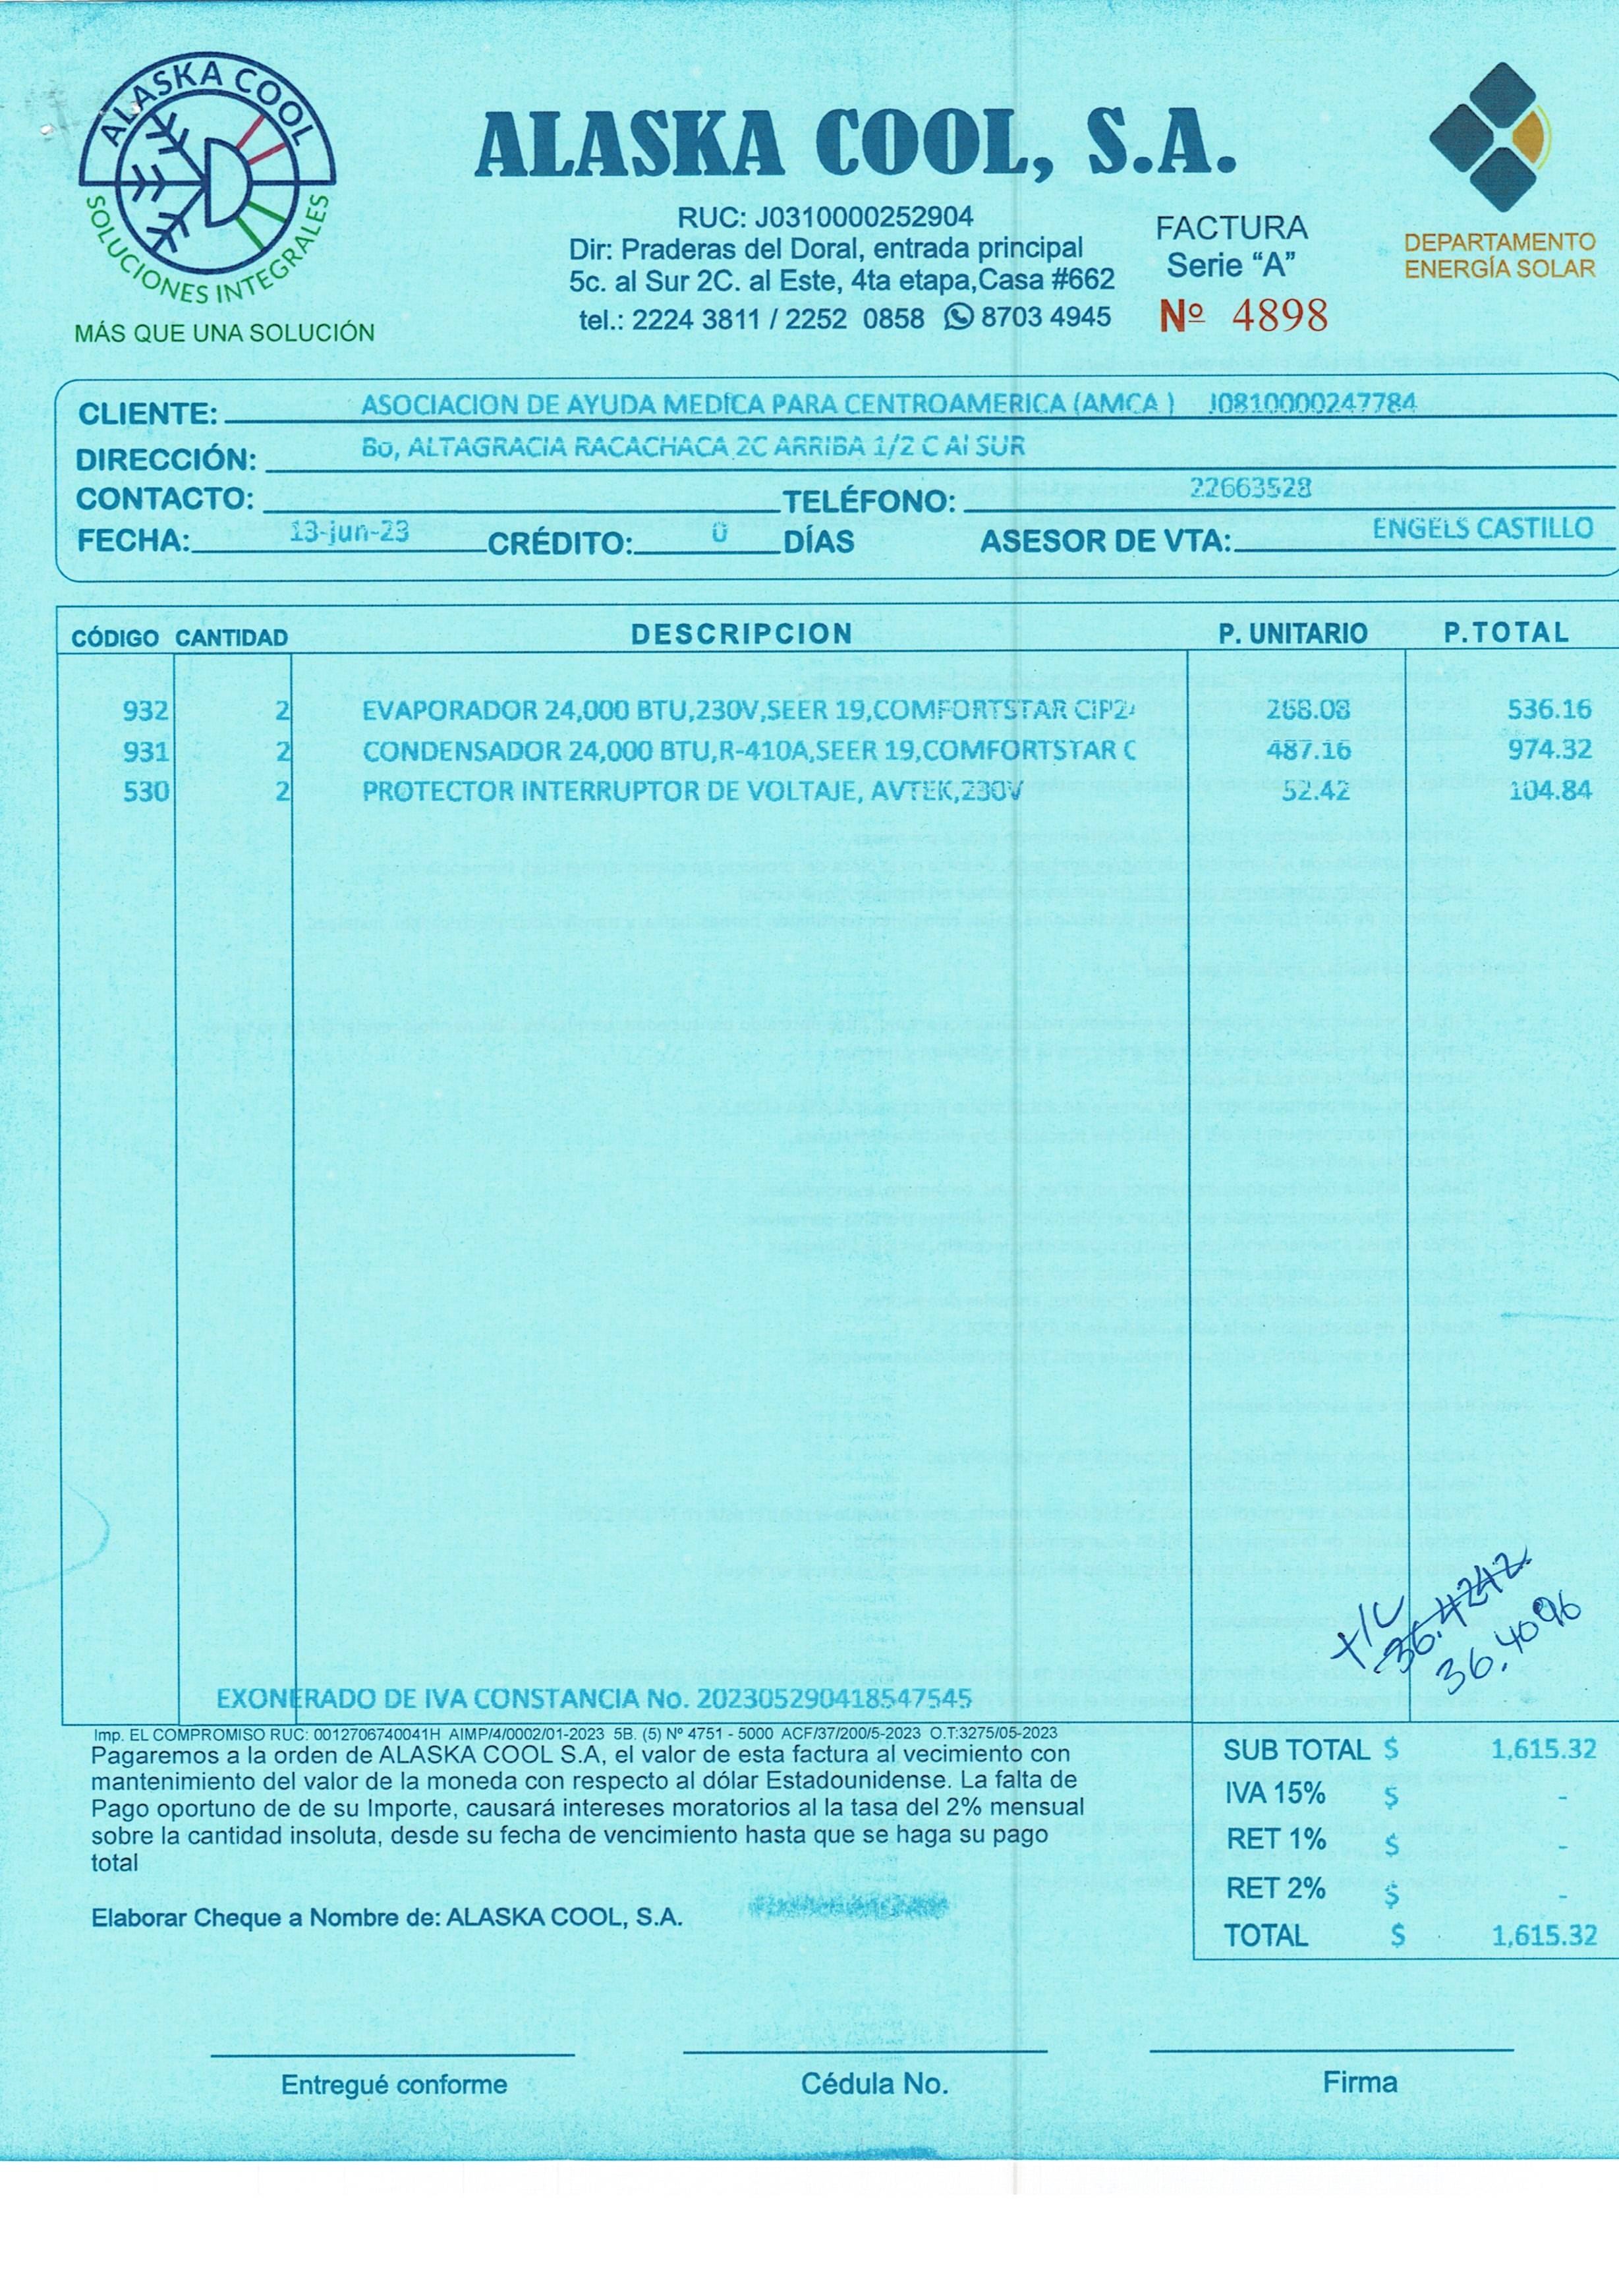 ALASKA COOL
SOLUCIONES INTEGRALES
MÁS QUE UNA SOLUCIÓN
ALASKA COOL, S.A.
RUC: J0310000252904
Dir: Praderas del Doral, entrada principal
5c. al Sur 2C. al Este, 4ta etapa,Casa #662
tel.: 2224 3811 / 2252 0858 8703 4945
FACTURA
Serie “A”
Nº 4898
DEPARTAMENTO
ENERGÍA SOLAR
CLIENTE: ASOCIACION DE AYUDA MEDICA PARA CENTROAMERICA (AMCA ) J0810000247784
DIRECCIÓN: Bo, ALTAGRACIA RACACHACA 2C ARRIBA 1/2 C Al SUR
CONTACTO: TELÉFONO: 22663528
FECHA: 13-jun-23 CRÉDITO: 0 DÍAS ASESOR DE VTA: ENGELS CASTILLO
CÓDIGO CANTIDAD DESCRIPCION P. UNITARIO P.TOTAL
932 2 EVAPORADOR 24,000 BTU,230V,SEER 19,COMFORTSTAR CIP2 268.08 536.16
931 2 CONDENSADOR 24,000 BTU,R-410A,SEER 19,COMFORTSTAR C 487.16 974.32
530 2 PROTECTOR INTERRUPTOR DE VOLTAJE, AVTEK,230V 52.42 104.84
T/C
36.4242
36.4096
EXONERADO DE IVA CONSTANCIA No. 202305290418547545
Imp. EL COMPROMISO RUC: 0012706740041H AIMP/4/0002/01-2023 5B. (5) Nº 4751 - 5000 ACF/37/200/5-2023 O.T:3275/05-2023
Pagaremos a la orden de ALASKA COOL S.A, el valor de esta factura al vecimiento con
mantenimiento del valor de la moneda con respecto al dólar Estadounidense. La falta de
Pago oportuno de de su Importe, causará intereses moratorios al la tasa del 2% mensual
sobre la cantidad insoluta, desde su fecha de vencimiento hasta que se haga su pago
total
Elaborar Cheque a Nombre de: ALASKA COOL, S.A.
SUB TOTAL $ 1,615.32
IVA 15% $ -
RET 1% $ -
RET 2% $ -
TOTAL $ 1,615.32
Entregué conforme
Cédula No.
Firma